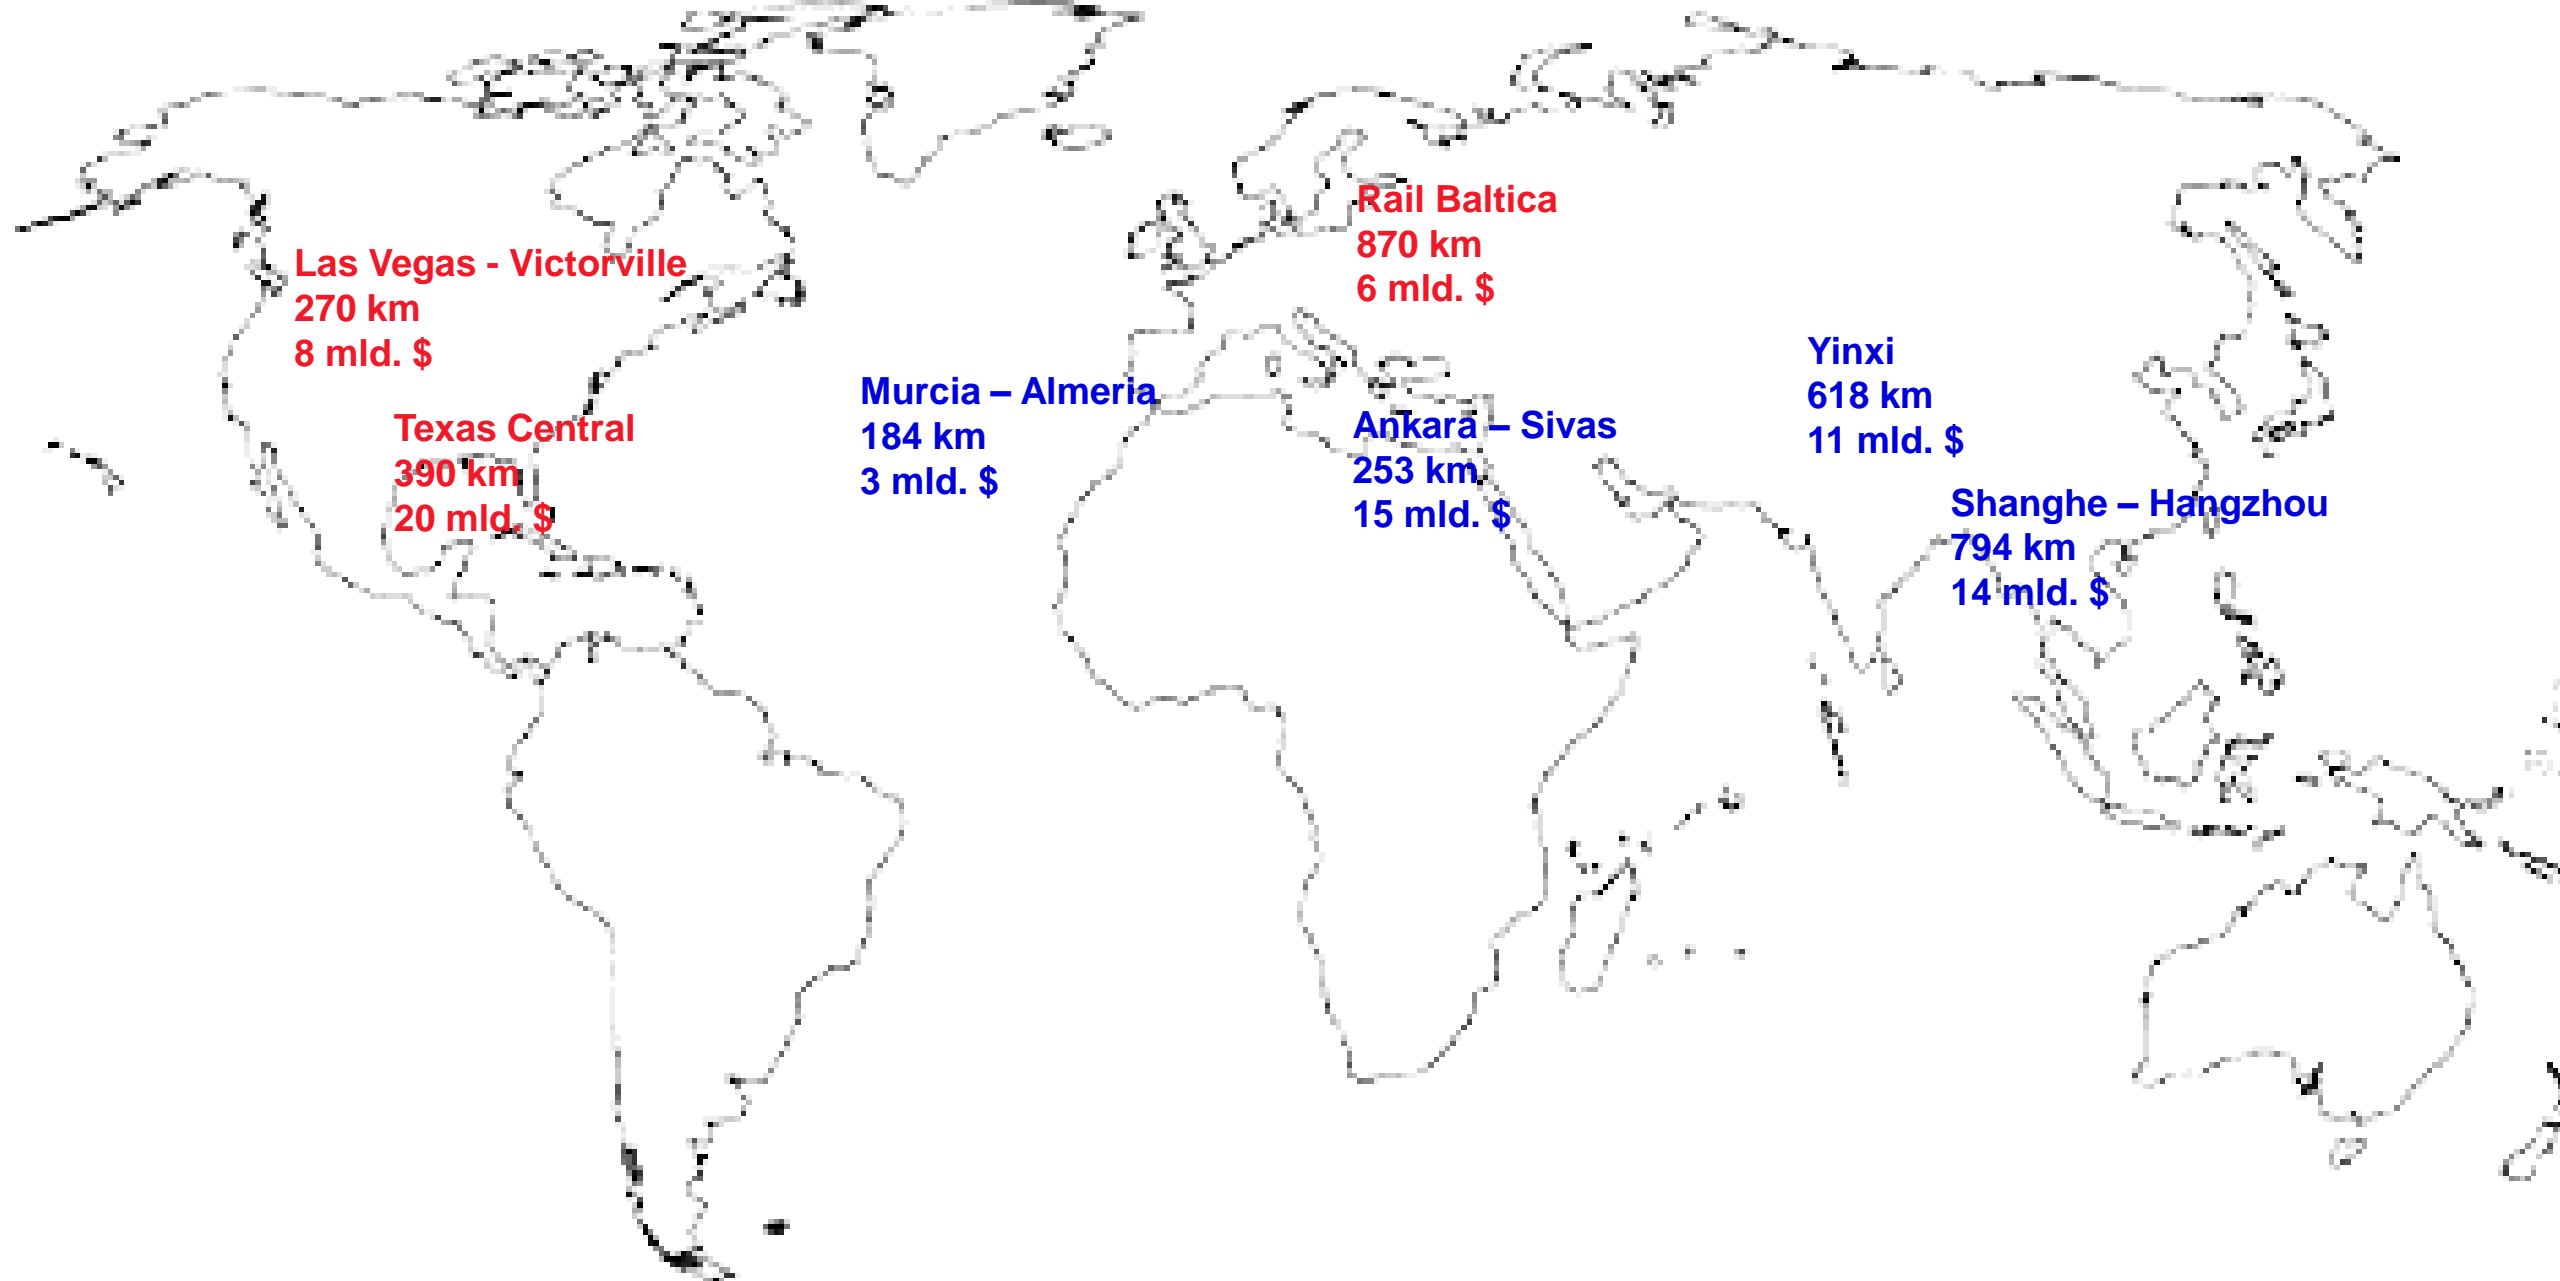 Rail Baltica
870 km
6 mld. $
Las Vegas - Victorville
270 km
8 mld. $
Yinxi
618 km
11 mld. $
Murcia – Almeria
184 km
3 mld. $
Texas Central
390 km
20 mld. $
Ankara – Sivas
253 km
15 mld. $
Shanghe – Hangzhou
794 km
14 mld. $